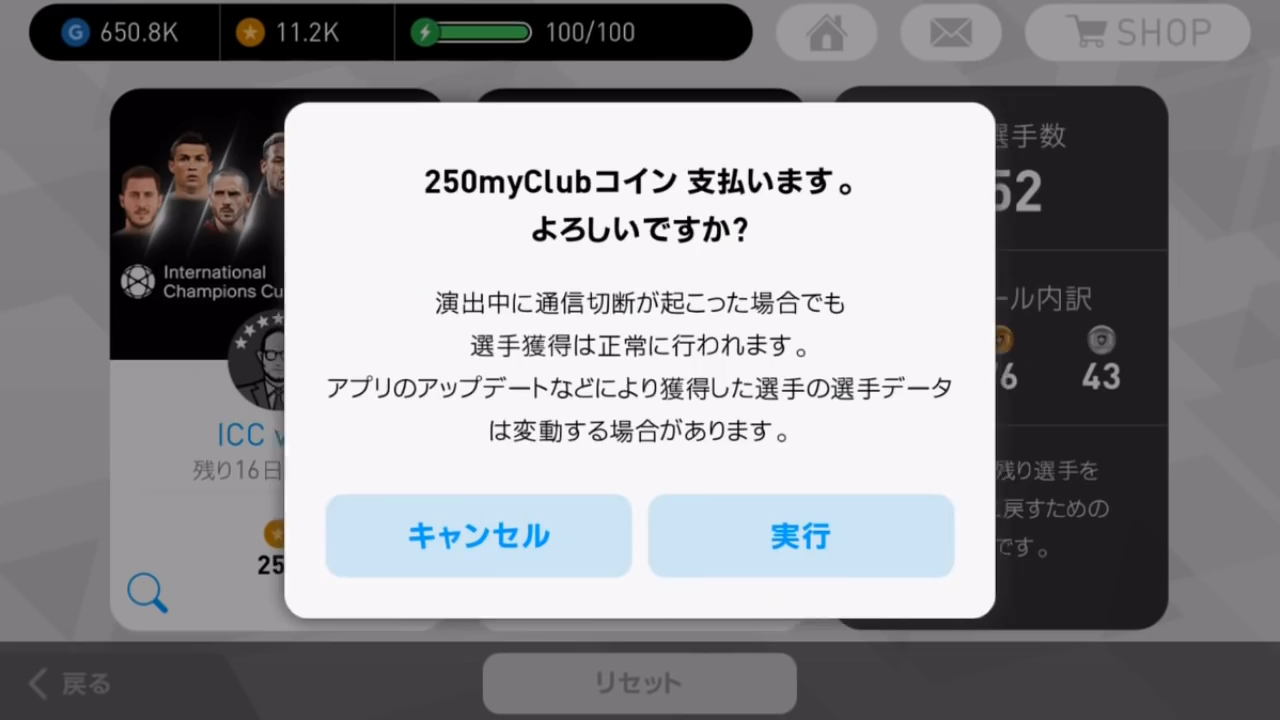 650.8K
11.2K
100/100
SHOP
250myClubコイン 支払います。
よろしいですか?
演出中に通信切断が起こった場合でも
選手獲得は正常に行われます。
アプリのアップデートなどにより獲得した選手の選手データ
は変動する場合があります。
キャンセル
実行
International
Champions Cu
ICC
残り16日
25
選手数
52
ール内訳
6
43
残り選手を
戻すための
です。
戻る
リセット